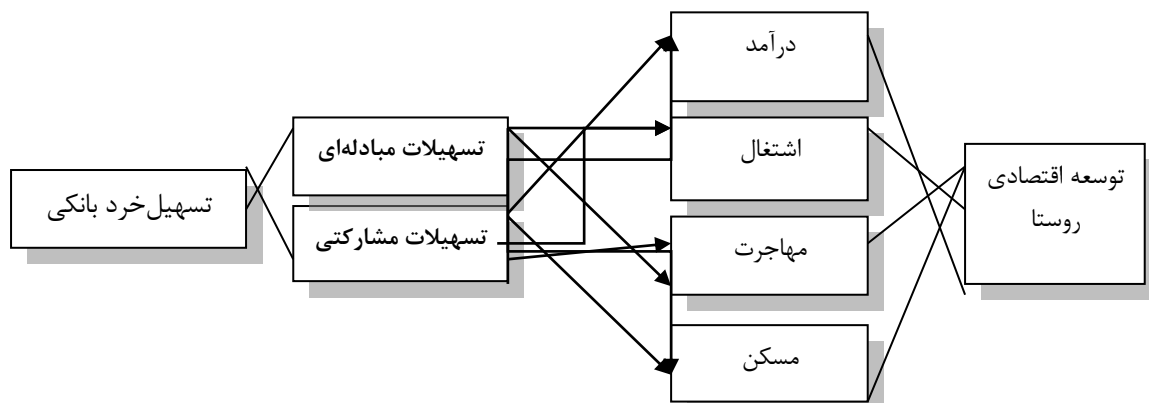 درآمد
تسهیلات مبادله‌ای
اشتغال
توسعه اقتصادی
روستا
تسهیل‌خرد بانکی
تسهیلات مشارکتی
مهاجرت
مسکن